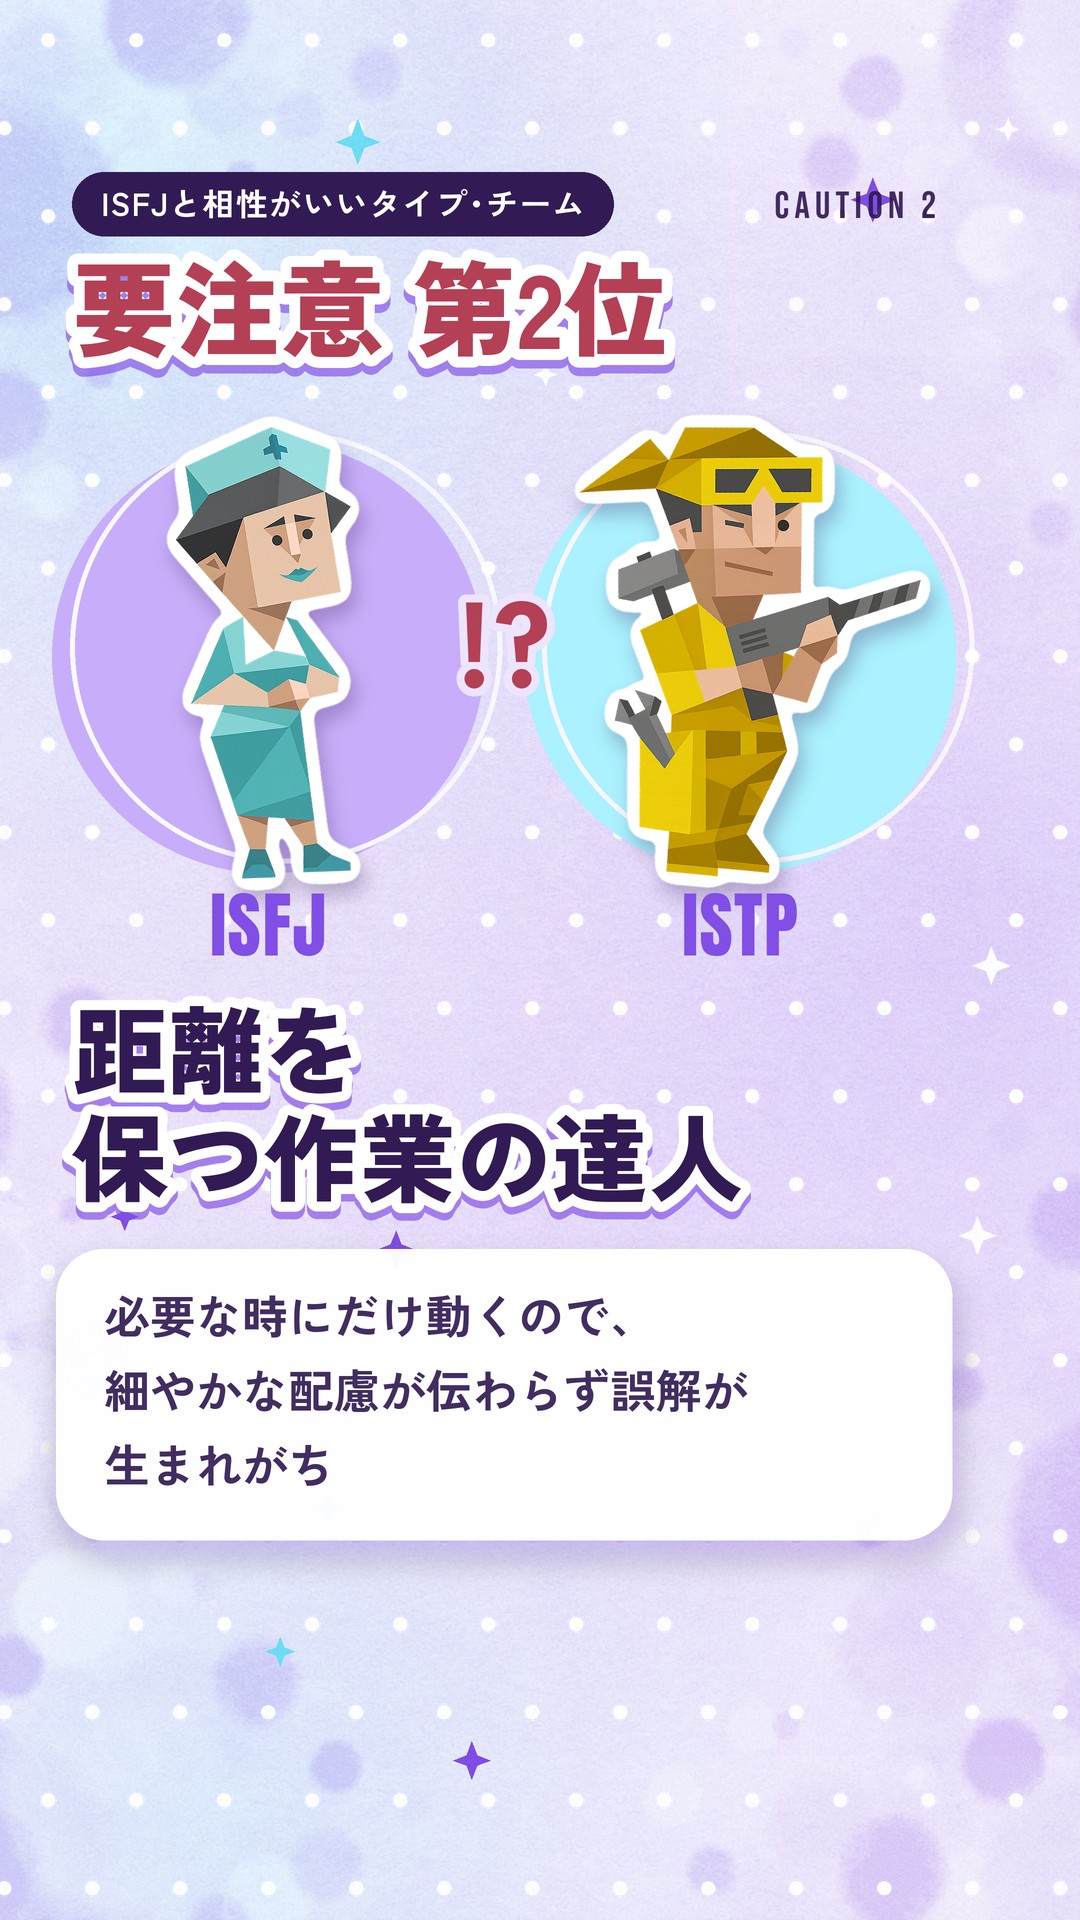 ISFJと相性がいいタイプ・チーム
CAUTION 2
要注意 第2位
!?
ISFJ
ISTP
距離を
保つ作業の達人
必要な時にだけ動くので、
細やかな配慮が伝わらず誤解が
生まれがち